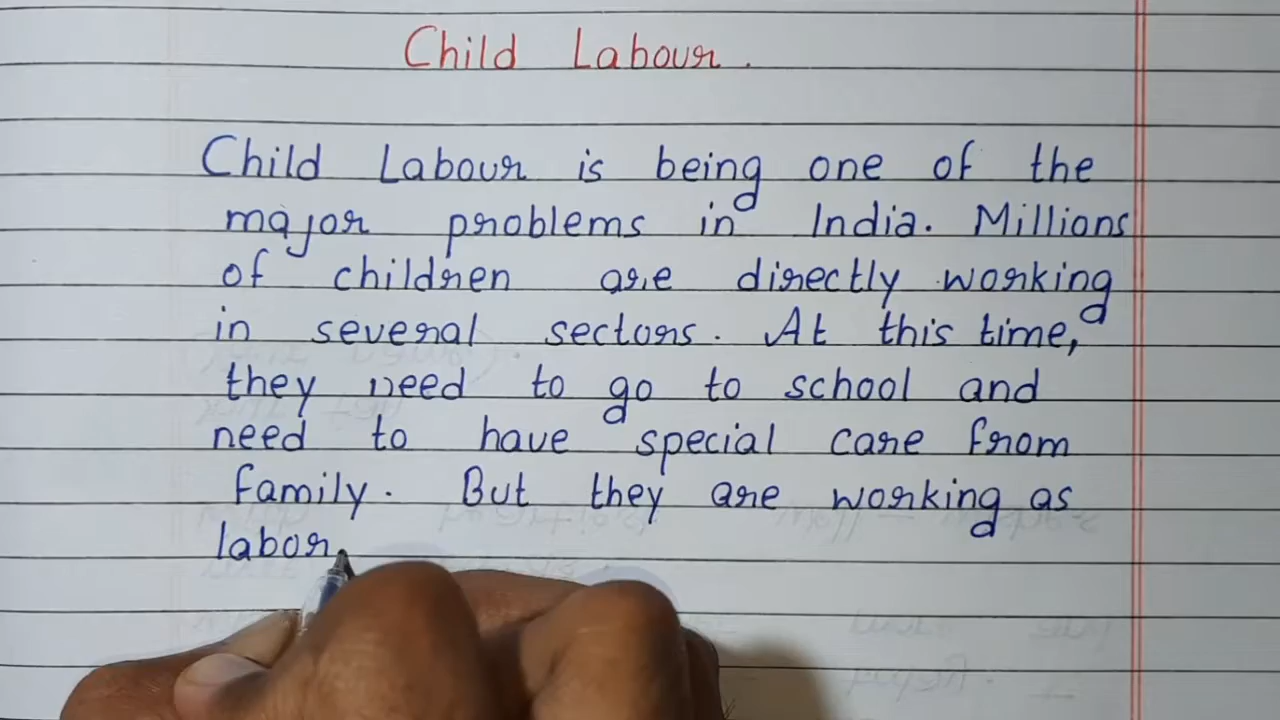 Child Labour.
Child Labour is being one of the
major problems in India. Millions
of children are directly working
in several sectors. At this time,
they need to go to school and
need to have special care from
family. But they are working as
labor.